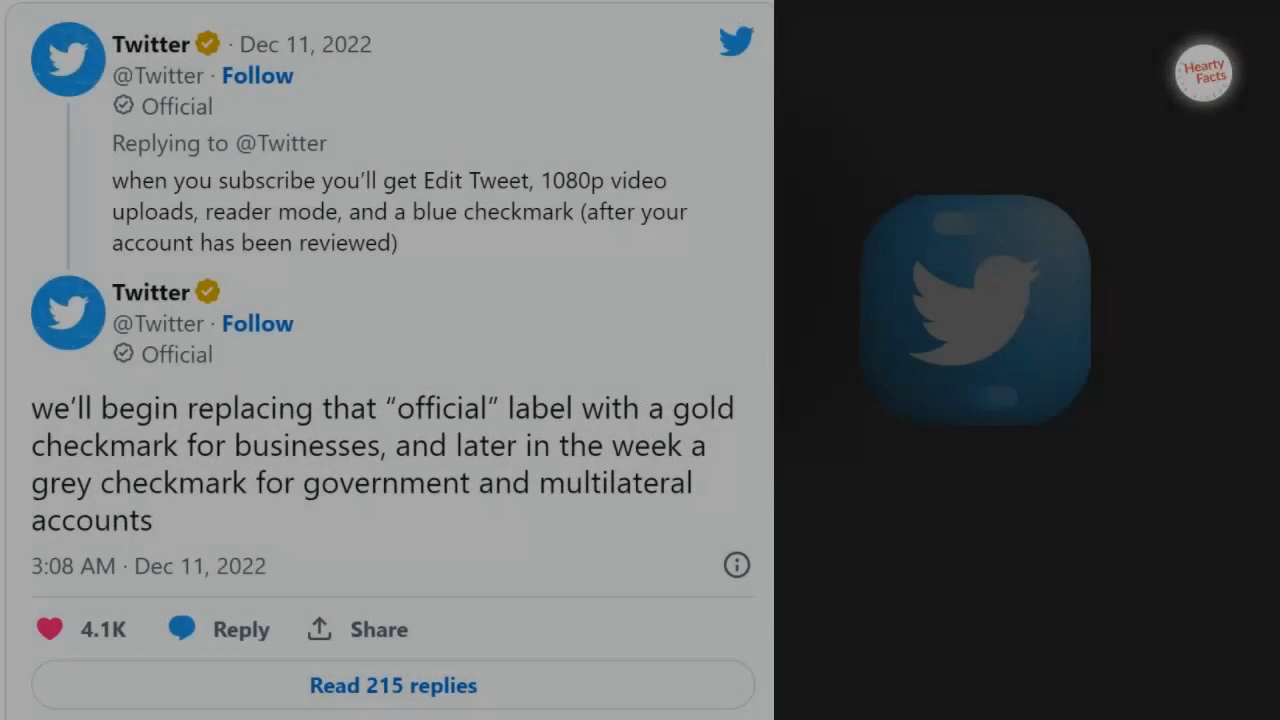 Twitter · Dec 11, 2022
@Twitter · Follow
Official
Replying to @Twitter
when you subscribe you’ll get Edit Tweet, 1080p video
uploads, reader mode, and a blue checkmark (after your
account has been reviewed)
Twitter
@Twitter · Follow
Official
we’ll begin replacing that “official” label with a gold
checkmark for businesses, and later in the week a
grey checkmark for government and multilateral
accounts
3:08 AM · Dec 11, 2022
4.1K Reply Share
Read 215 replies
Hearty
Facts